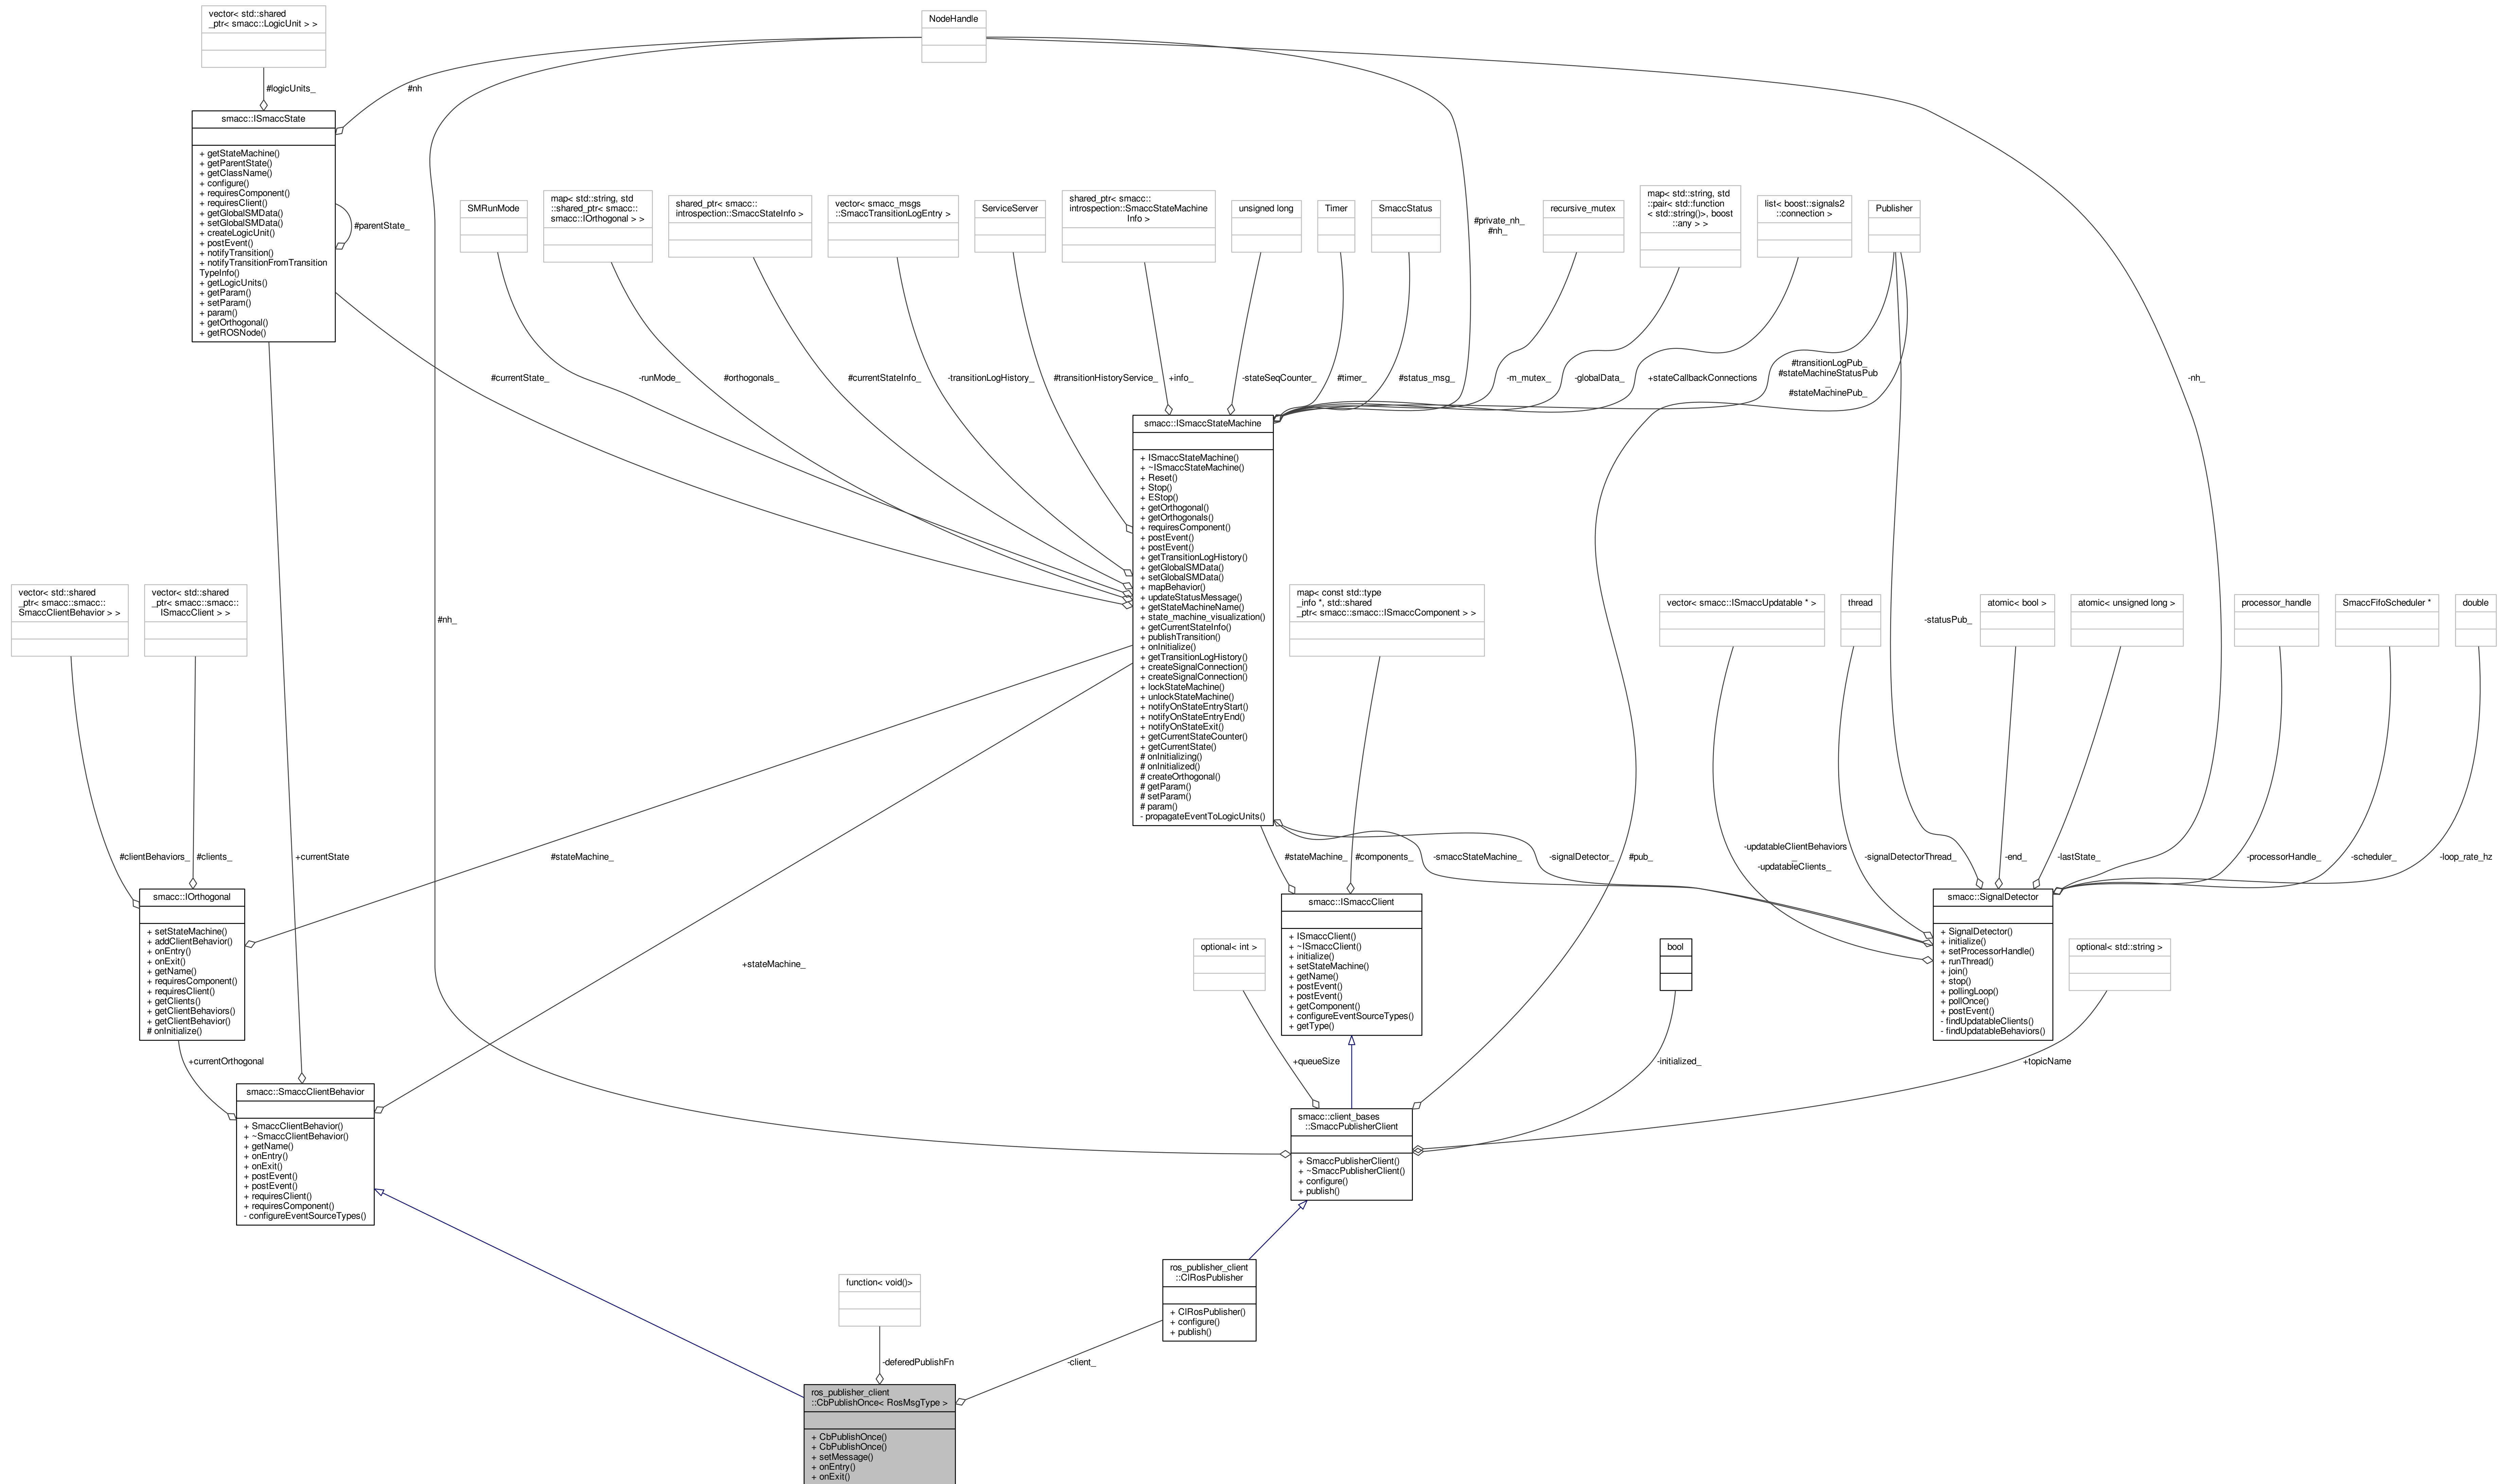 vector< std::shared
_ptr< smacc::LogicUnit > >
NodeHandle
#logicUnits_
#nh
smacc::ISmaccState
+ getStateMachine()
+ getParentState()
+ getClassName()
+ configure()
+ requiresComponent()
+ requiresClient()
+ getGlobalSMData()
+ setGlobalSMData()
+ createLogicUnit()
+ postEvent()
+ notifyTransition()
+ notifyTransitionFromTransition
TypeInfo()
+ getLogicUnits()
+ getParam()
+ setParam()
+ param()
+ getOrthogonal()
+ getROSNode()
#parentState_
SMRunMode
map< std::string, std
::shared_ptr< smacc::
smacc::IOrthogonal > >
shared_ptr< smacc::
introspection::SmaccStateInfo >
vector< smacc_msgs
::SmaccTransitionLogEntry >
ServiceServer
shared_ptr< smacc::
introspection::SmaccStateMachine
Info >
unsigned long
Timer
SmaccStatus
#private_nh_
#nh_
recursive_mutex
map< std::string, std
::pair< std::function
< std::string()>, boost
::any > >
list< boost::signals2
::connection >
Publisher
#currentState_
-runMode_
#orthogonals_
#currentStateInfo_
-transitionLogHistory_
#transitionHistoryService_
+info_
-stateSeqCounter_
#timer_
#status_msg_
-m_mutex_
-globalData_
+stateCallbackConnections
#transitionLogPub_
#stateMachineStatusPub
_
#stateMachinePub_
-nh_
smacc::ISmaccStateMachine
+ ISmaccStateMachine()
+ ~ISmaccStateMachine()
+ Reset()
+ Stop()
+ EStop()
+ getOrthogonal()
+ getOrthogonals()
+ requiresComponent()
+ postEvent()
+ postEvent()
+ getTransitionLogHistory()
+ getGlobalSMData()
+ setGlobalSMData()
+ mapBehavior()
+ updateStatusMessage()
+ getStateMachineName()
+ state_machine_visualization()
+ getCurrentStateInfo()
+ publishTransition()
+ onInitialize()
+ getTransitionLogHistory()
+ createSignalConnection()
+ createSignalConnection()
+ lockStateMachine()
+ unlockStateMachine()
+ notifyOnStateEntryStart()
+ notifyOnStateEntryEnd()
+ notifyOnStateExit()
+ getCurrentStateCounter()
+ getCurrentState()
# onInitializing()
# onInitialized()
# createOrthogonal()
# getParam()
# setParam()
# param()
- propagateEventToLogicUnits()
vector< std::shared
_ptr< smacc::smacc::
SmaccClientBehavior > >
vector< std::shared
_ptr< smacc::smacc::
ISmaccClient > >
#nh_
map< const std::type
_info *, std::shared
_ptr< smacc::smacc::ISmaccComponent > >
vector< smacc::ISmaccUpdatable * >
thread
-statusPub_
atomic< bool >
atomic< unsigned long >
processor_handle
SmaccFifoScheduler *
double
#clientBehaviors_
#clients_
+currentState
#stateMachine_
#stateMachine_
#components_
-smaccStateMachine_
-signalDetector_
#pub_
-updatableClientBehaviors
_
-updatableClients_
-signalDetectorThread_
-end_
-lastState_
-processorHandle_
-scheduler_
-loop_rate_hz
smacc::IOrthogonal
+ setStateMachine()
+ addClientBehavior()
+ onEntry()
+ onExit()
+ getName()
+ requiresComponent()
+ requiresClient()
+ getClients()
+ getClientBehaviors()
+ getClientBehavior()
# onInitialize()
+stateMachine_
optional< int >
smacc::ISmaccClient
+ ISmaccClient()
+ ~ISmaccClient()
+ initialize()
+ setStateMachine()
+ getName()
+ postEvent()
+ postEvent()
+ getComponent()
+ configureEventSourceTypes()
+ getType()
bool
smacc::SignalDetector
+ SignalDetector()
+ initialize()
+ setProcessorHandle()
+ runThread()
+ join()
+ stop()
+ pollingLoop()
+ pollOnce()
+ postEvent()
- findUpdatableClients()
- findUpdatableBehaviors()
optional< std::string >
+currentOrthogonal
+queueSize
-initialized_
+topicName
smacc::SmaccClientBehavior
+ SmaccClientBehavior()
+ ~SmaccClientBehavior()
+ getName()
+ onEntry()
+ onExit()
+ postEvent()
+ postEvent()
+ requiresClient()
+ requiresComponent()
- configureEventSourceTypes()
smacc::client_bases
::SmaccPublisherClient
+ SmaccPublisherClient()
+ ~SmaccPublisherClient()
+ configure()
+ publish()
function< void()>
ros_publisher_client
::ClRosPublisher
+ ClRosPublisher()
+ configure()
+ publish()
-deferedPublishFn
-client_
ros_publisher_client
::CbPublishOnce< RosMsgType >
+ CbPublishOnce()
+ CbPublishOnce()
+ setMessage()
+ onEntry()
+ onExit()